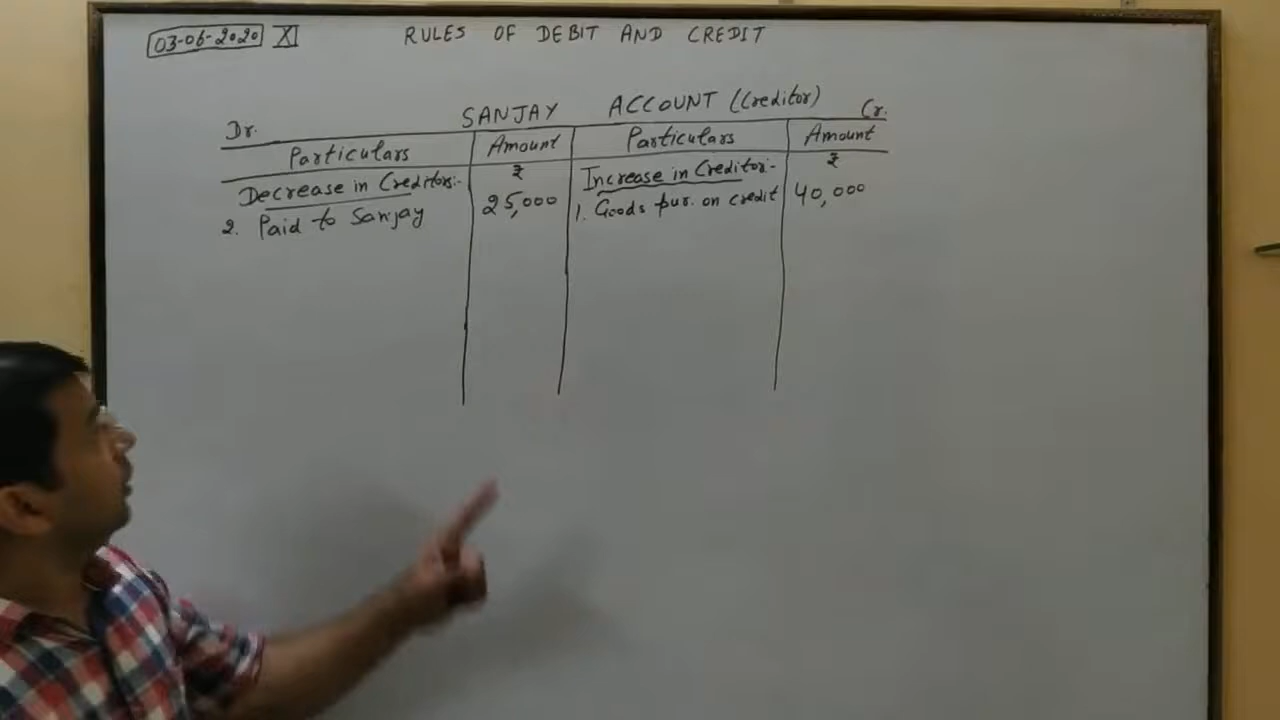 03-06-2020 XI RULES OF DEBIT AND CREDIT
SANJAY ACCOUNT (Creditor)
Dr. Cr.
Particulars Amount Particulars Amount
₹ ₹
Decrease in Creditors:- Increase in Creditor:-
2. Paid to Sanjay 25,000 1. Goods pur. on credit 40,000